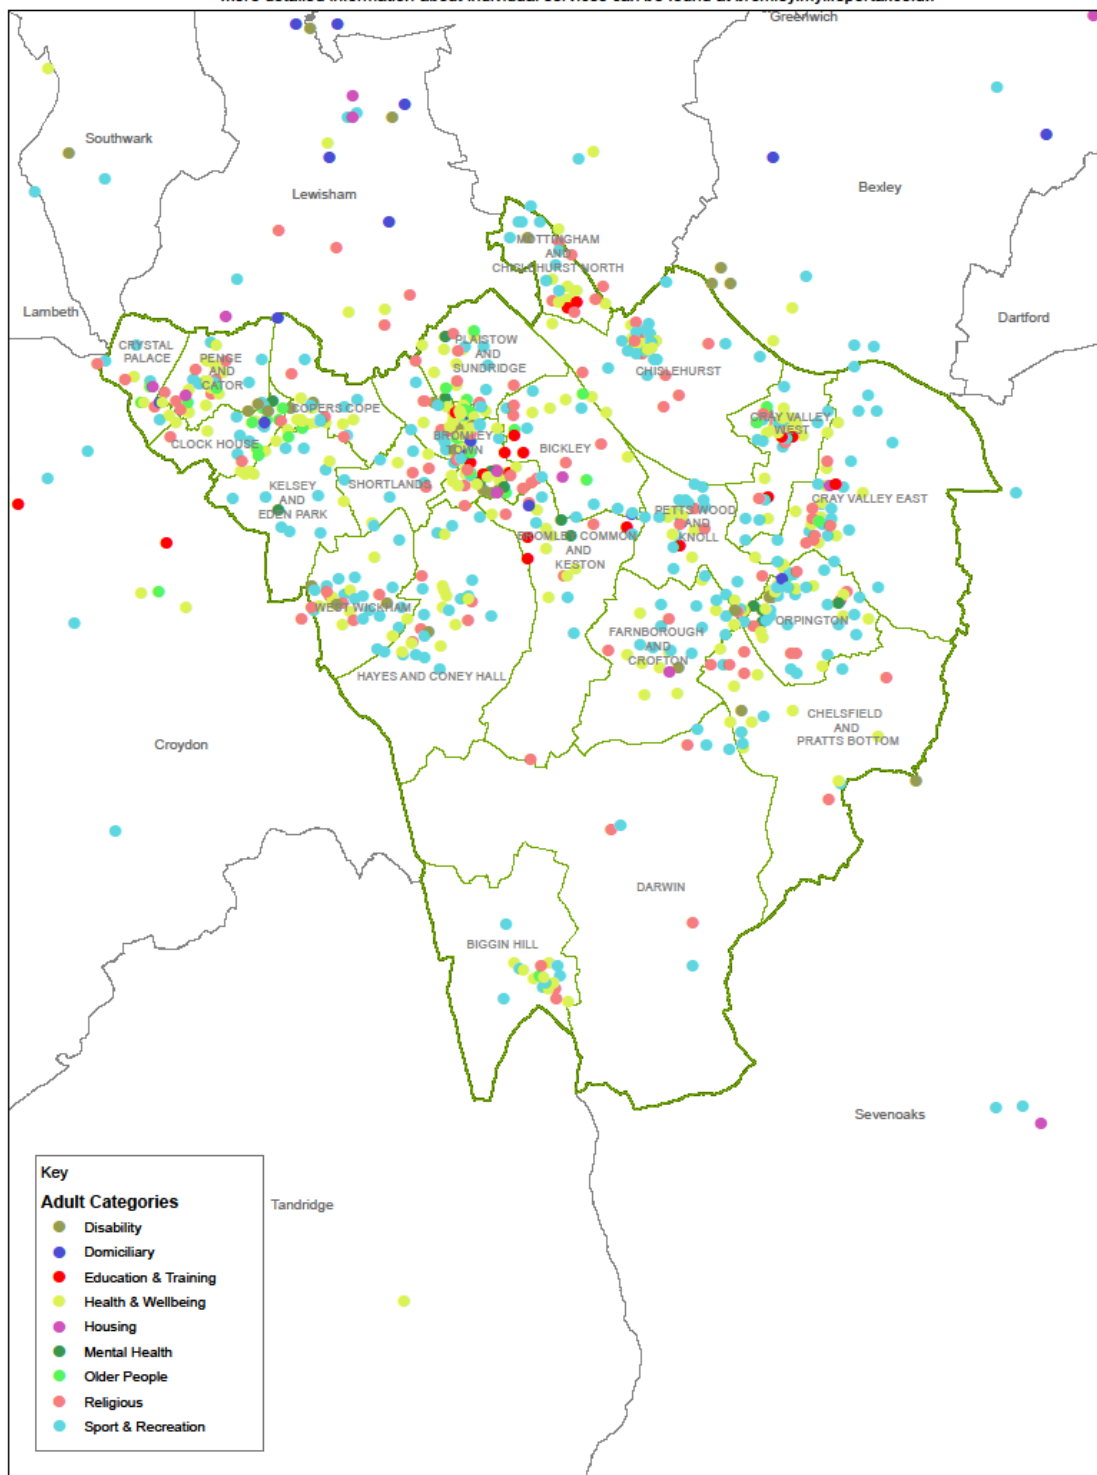 Greenwich
Southwark
Lewisham
Bexley
MOTTINGHAM
AND
CHISLEHURST NORTH
Lambeth
Dartford
CRYSTAL
PALACE
PENGE
AND
CATOR
PLAISTOW
AND
SUNDRIDGE
CHISLEHURST
COPERS COPE
CRAY VALLEY
WEST
CLOCK HOUSE
BROMLEY
TOWN
BICKLEY
KELSEY
AND
EDEN PARK
SHORTLANDS
CRAY VALLEY EAST
PETTS WOOD
AND
KNOLL
BROMLEY COMMON
AND
KESTON
WEST WICKHAM
ORPINGTON
FARNBOROUGH
AND
CROFTON
HAYES AND CONEY HALL
CHELSFIELD
AND
PRATTS BOTTOM
Croydon
DARWIN
BIGGIN HILL
Sevenoaks
Tandridge
Key
Adult Categories
Disability
Domiciliary
Education & Training
Health & Wellbeing
Housing
Mental Health
Older People
Religious
Sport & Recreation